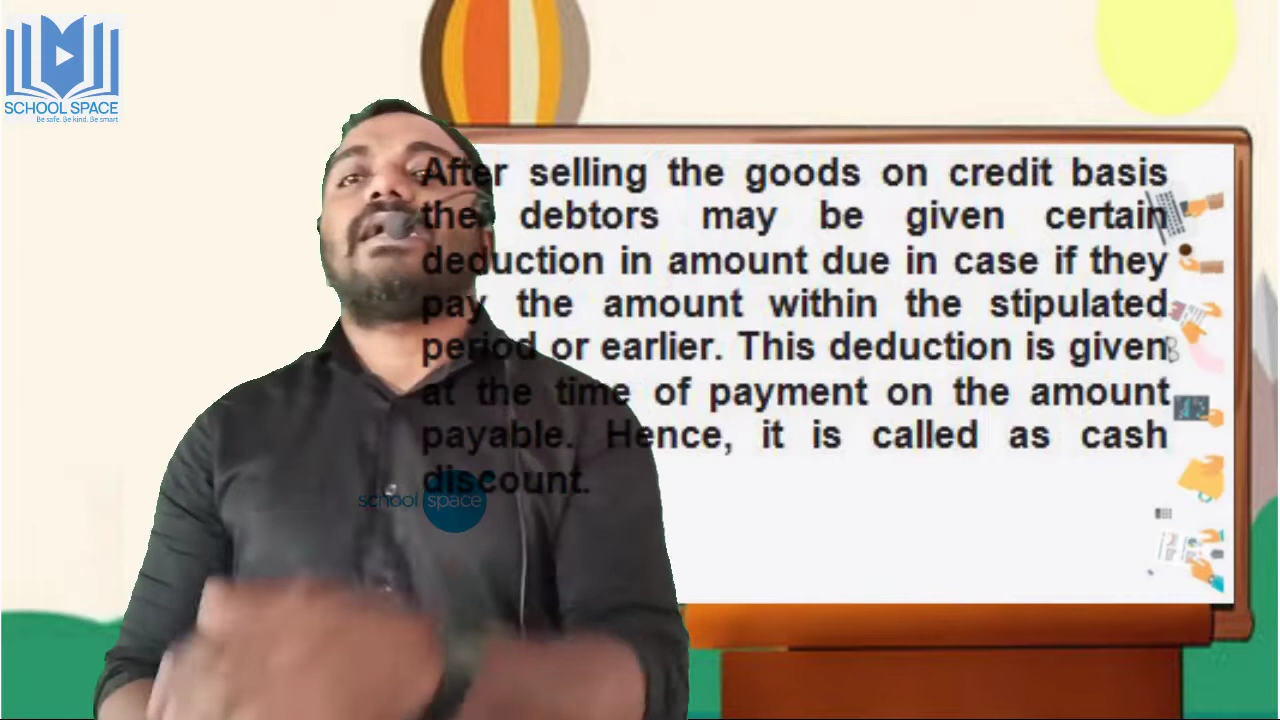 SCHOOL SPACE
Be safe. Be kind. Be smart
After selling the goods on credit basis
the debtors may be given certain
deduction in amount due in case if they
pay the amount within the stipulated
period or earlier. This deduction is given
at the time of payment on the amount
payable. Hence, it is called as cash
discount.
school space